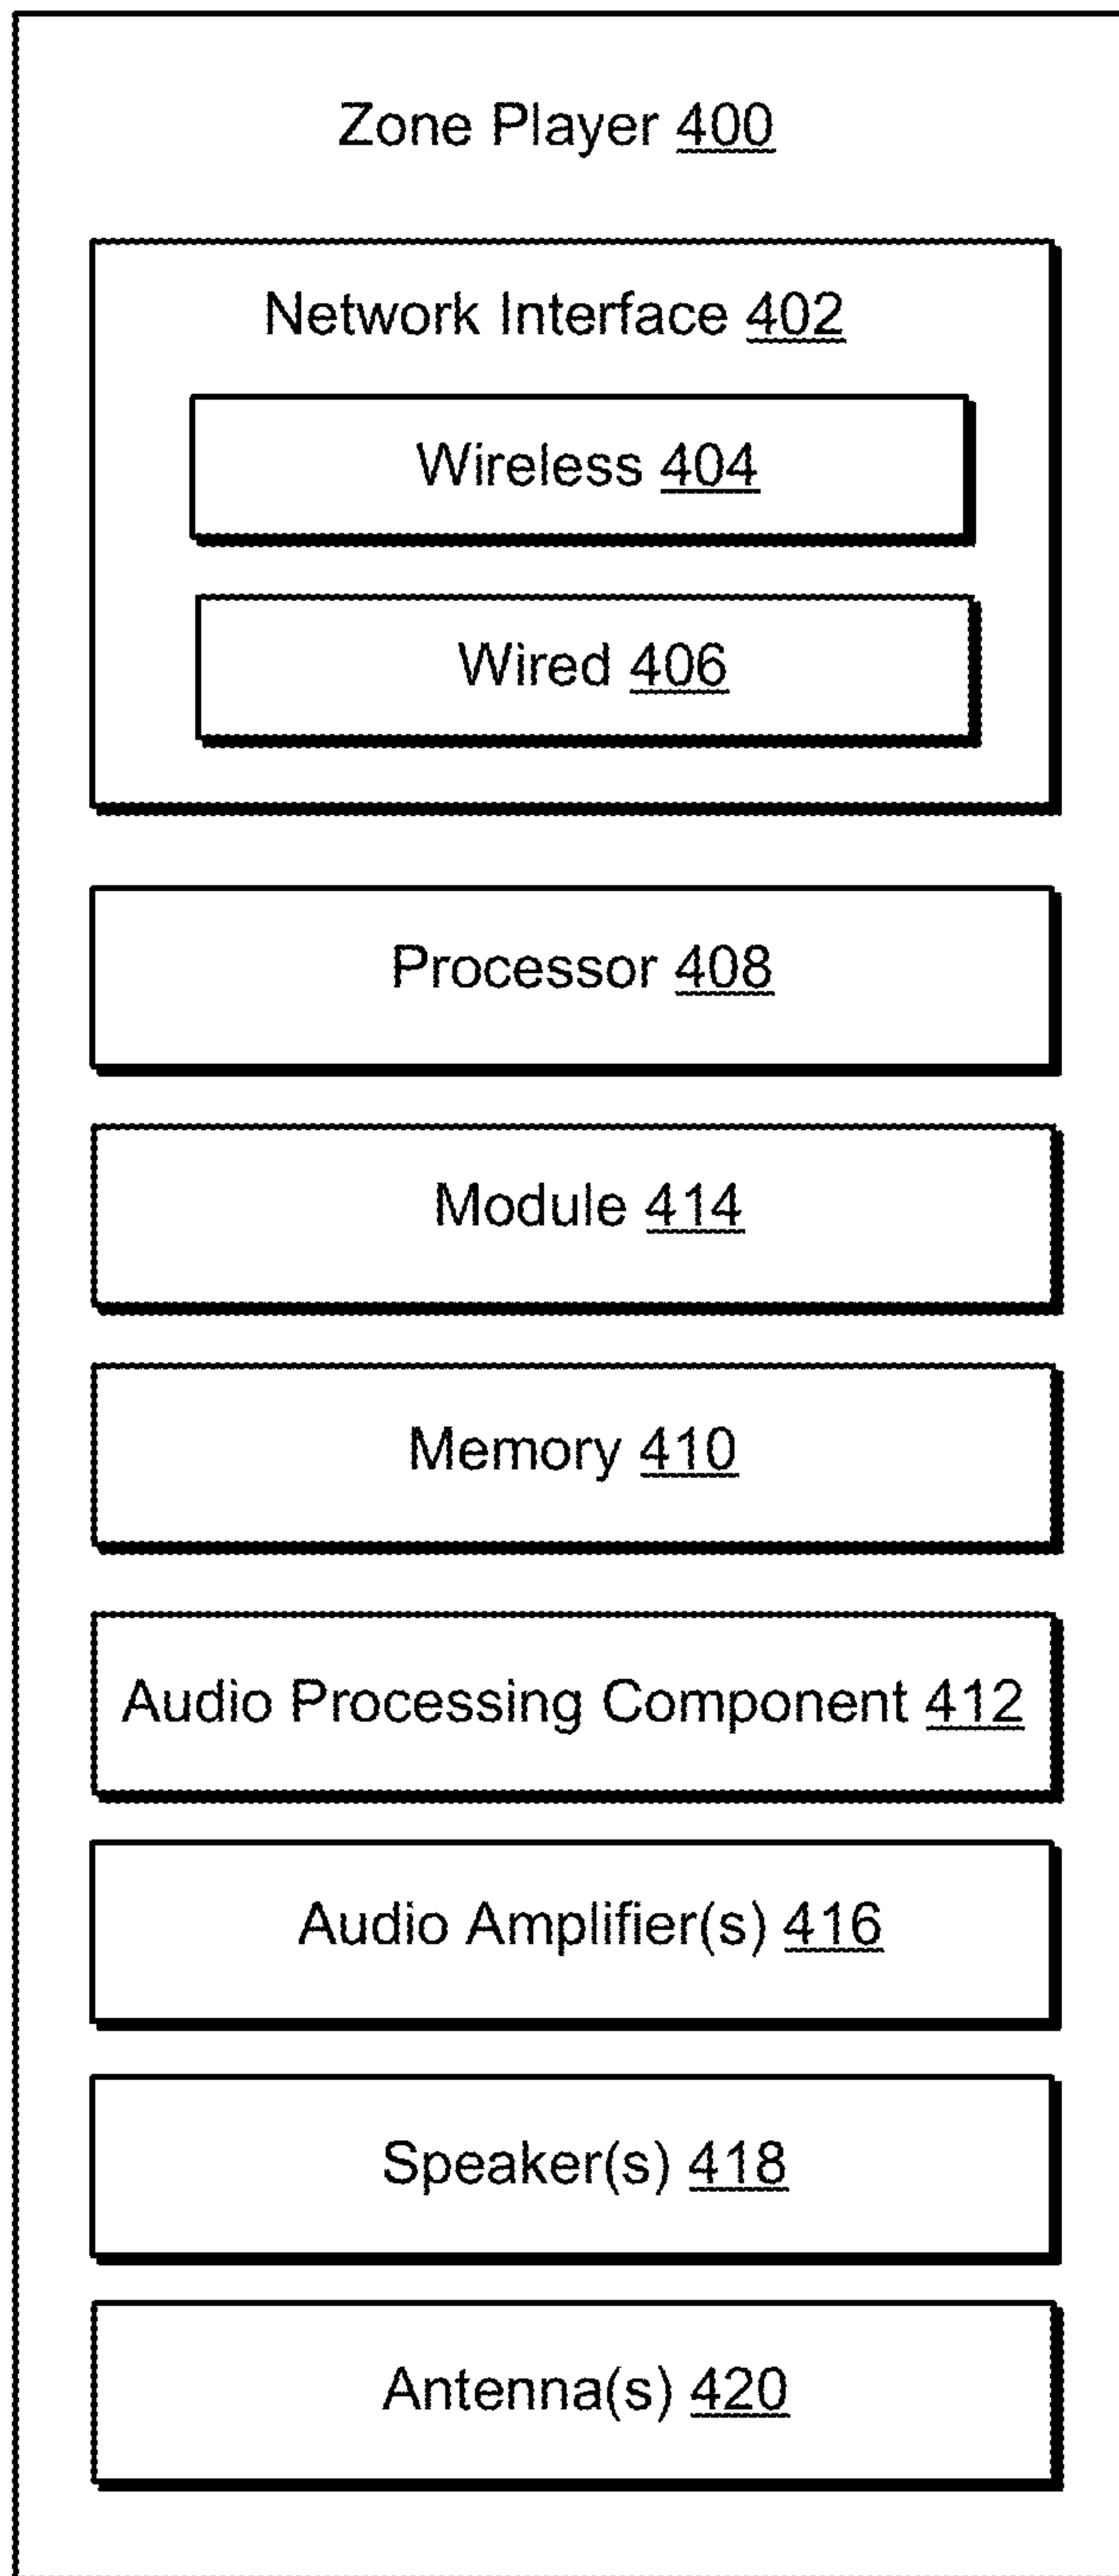 Zone Player 400
Network Interface 402
Wireless 404
Wired 406
Processor 408
Module 414
Memory 410
Audio Processing Component 412
Audio Amplifier(s) 416
Speaker(s) 418
Antenna(s) 420